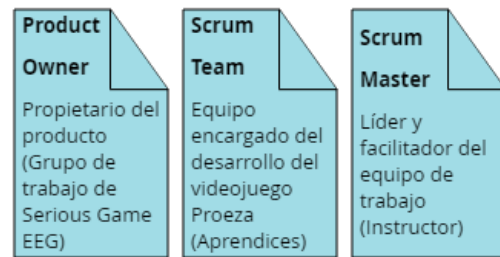 Product
Owner
Propietario del
producto
(Grupo de
trabajo de
Serious Game
EEG)
Scrum
Team
Equipo
encargado del
desarrollo del
videojuego
Proeza
(Aprendices)
Scrum
Master
Líder y
facilitador del
equipo de
trabajo
(Instructor)